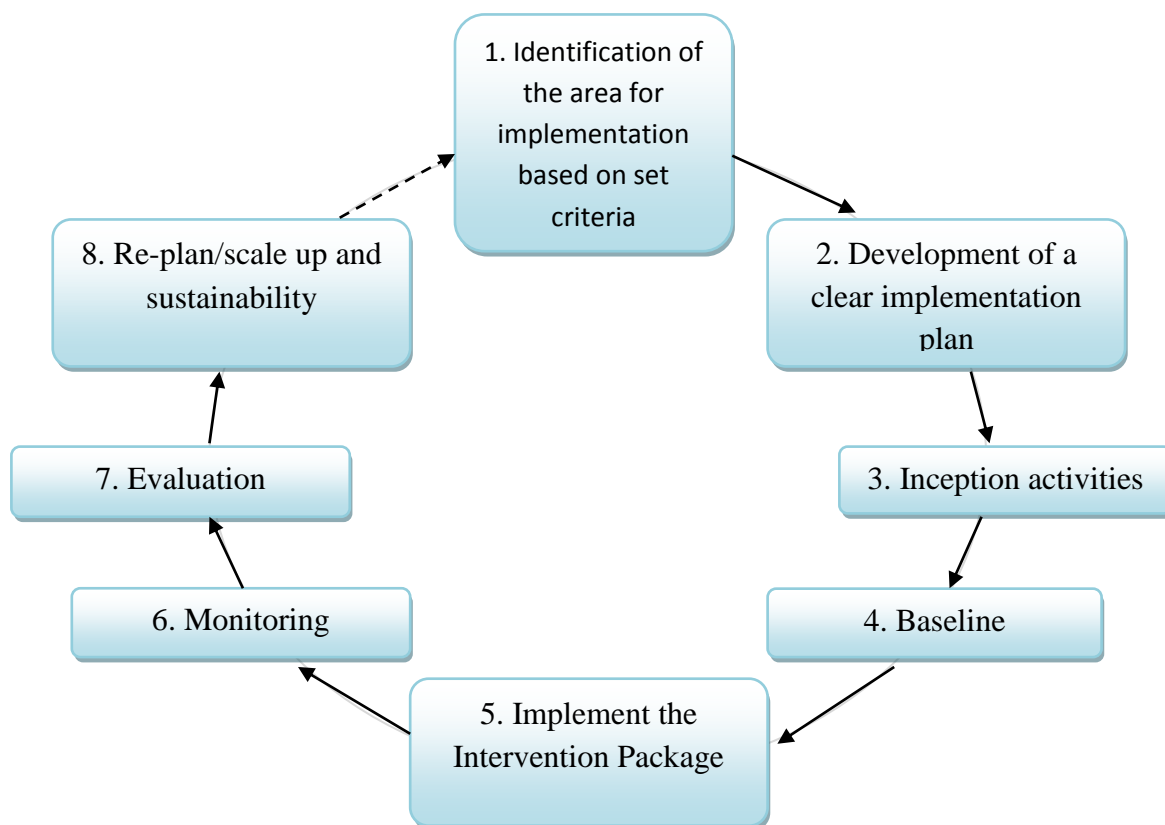 1. Identification of
the area for
implementation
based on set
criteria
2. Development of a
clear implementation
plan
3. Inception activities
4. Baseline
5. Implement the
Intervention Package
6. Monitoring
7. Evaluation
8. Re-plan/scale up and
sustainability